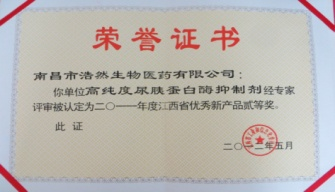 荣誉证书
南昌市浩然生物医药有限公司：
你单位高纯度尿胰蛋白酶抑制剂经专家
评审被认定为二〇一一年度江西省优秀新产品贰等奖。
此证
二〇一二年五月